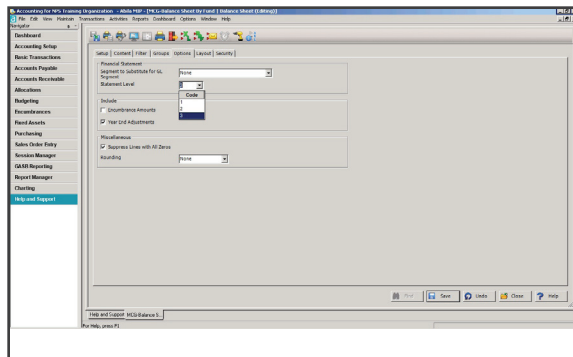 Accounting for NPS Training Organization - Abila MIP - [MCG-Balance Sheet By Fund ( Balance Sheet (Editing))]
File Edit View Maintain Transactions Activities Reports Dashboard Options Window Help
Navigator
Dashboard
Accounting Setup
Basic Transactions
Accounts Payable
Accounts Receivable
Allocations
Budgeting
Encumbrances
Fixed Assets
Purchasing
Sales Order Entry
Session Manager
GASB Reporting
Report Manager
Charting
Help and Support
Setup Content Filter Groups Options Layout Security
Financial Statement
Segment to Substitute for GL Segment
None
Statement Level
Code
1
2
3
Include
Encumbrance Amounts
Year End Adjustments
Miscellaneous
Suppress Lines with All Zeros
Rounding
None
Save Undo Close Help
Help and Support MCG-Balance S...
For Help, press F1